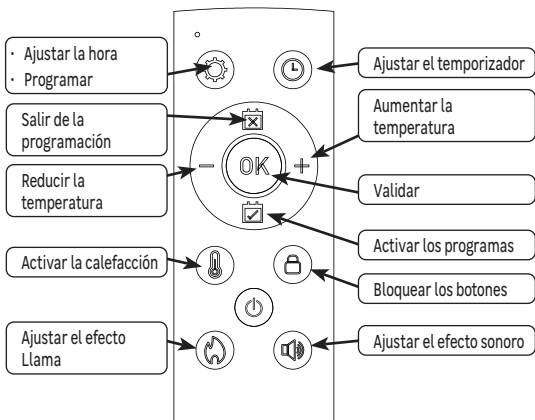 · Ajustar la hora
· Programar
Ajustar el temporizador
Salir de la
programación
Aumentar la
temperatura
OK
Reducir la
temperatura
Validar
Activar los programas
Activar la calefacción
Bloquear los botones
Ajustar el efecto
Llama
Ajustar el efecto sonoro